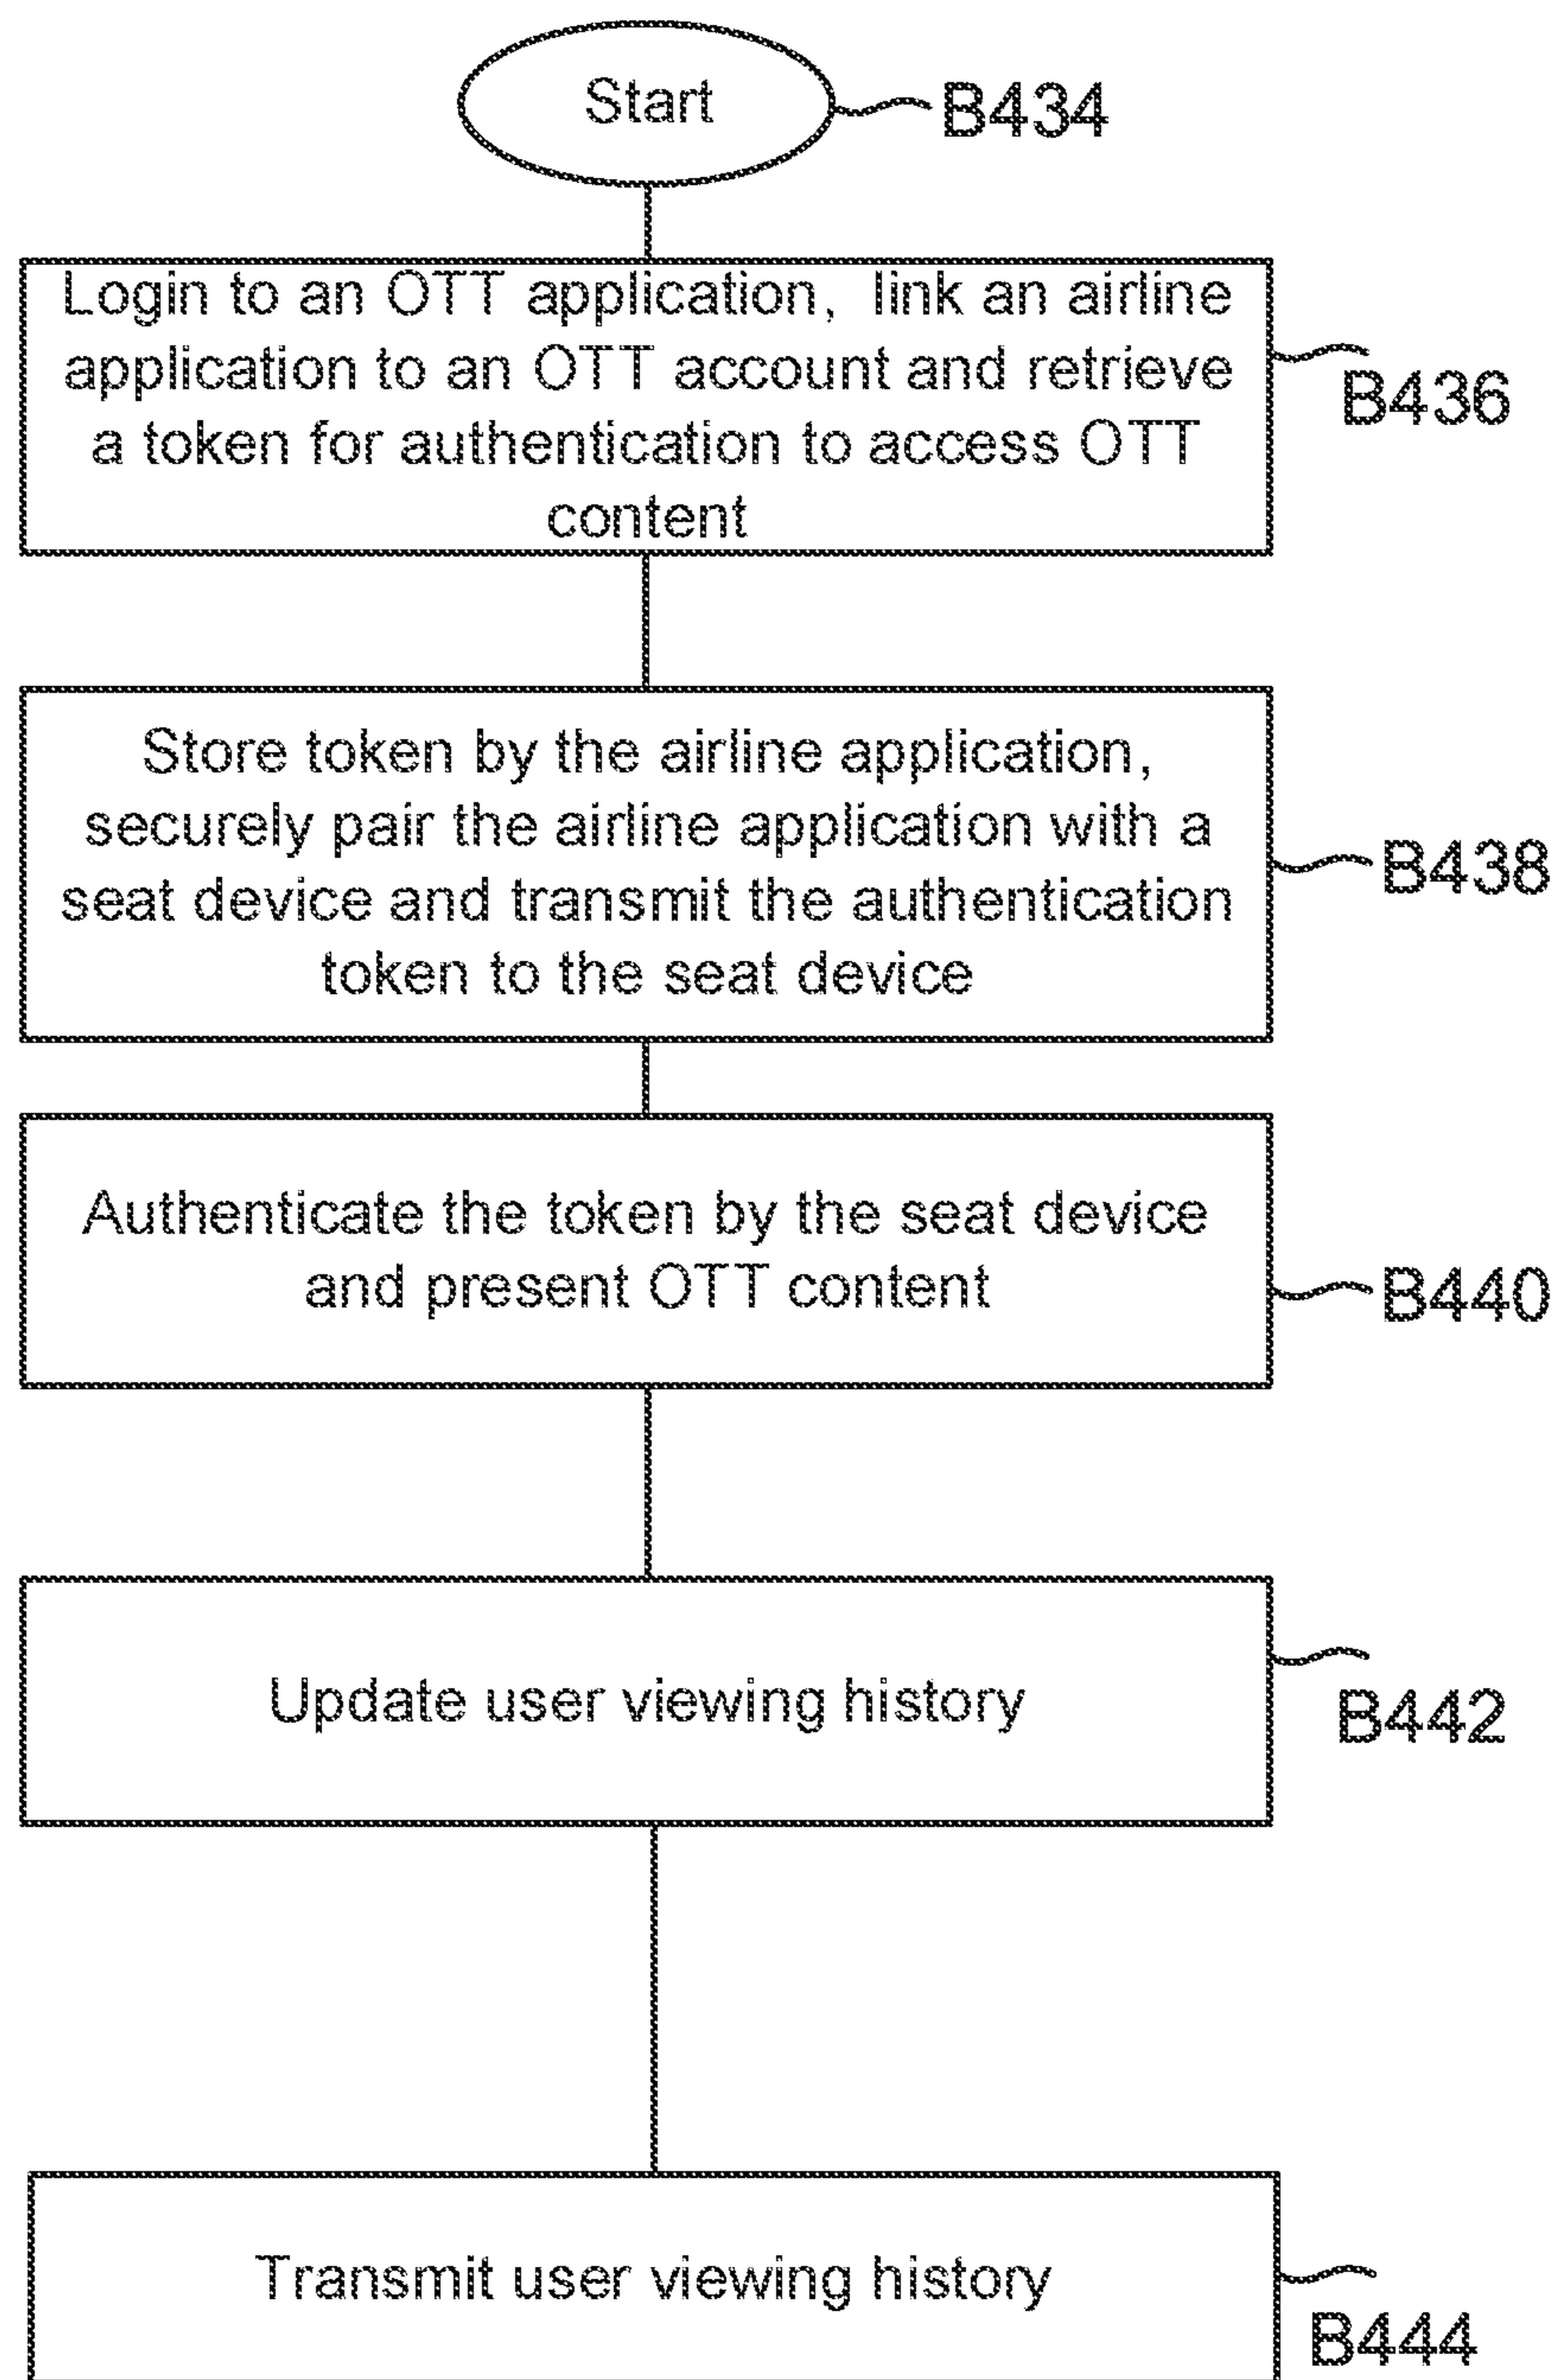 Start
B434
Login to an OTT application, link an airline
application to an OTT account and retrieve
a token for authentication to access OTT
content
B436
Store token by the airline application,
securely pair the airline application with a
seat device and transmit the authentication
token to the seat device
B438
Authenticate the token by the seat device
and present OTT content
B440
Update user viewing history
B442
Transmit user viewing history
B444